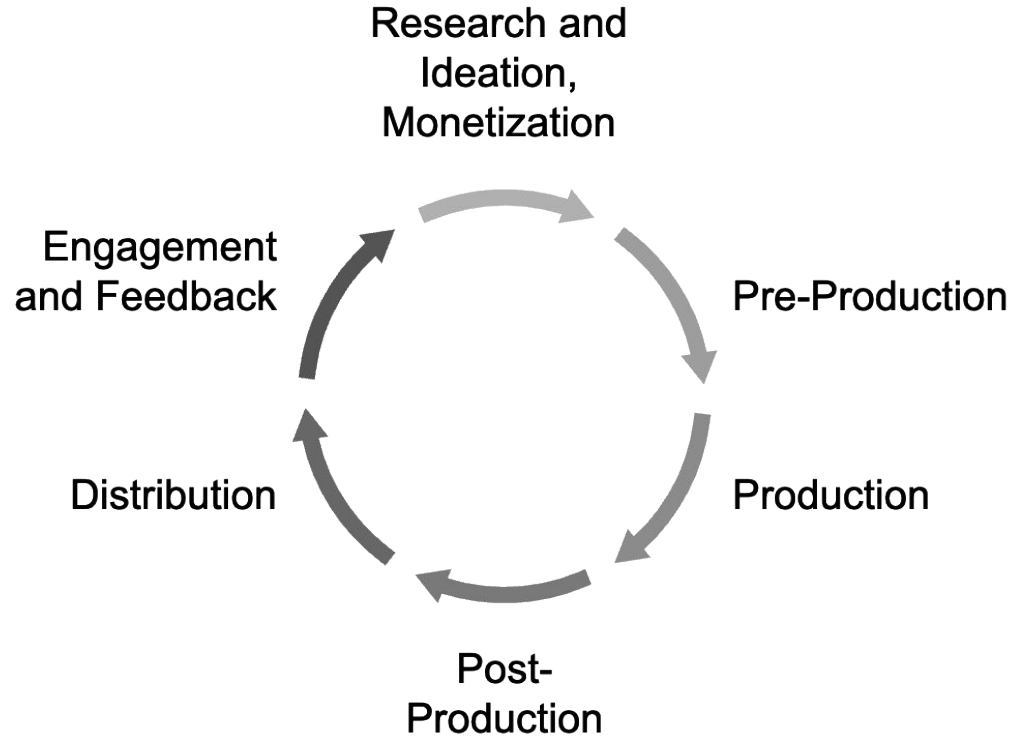 Research and
Ideation,
Monetization
Pre-Production
Production
Post-
Production
Distribution
Engagement
and Feedback